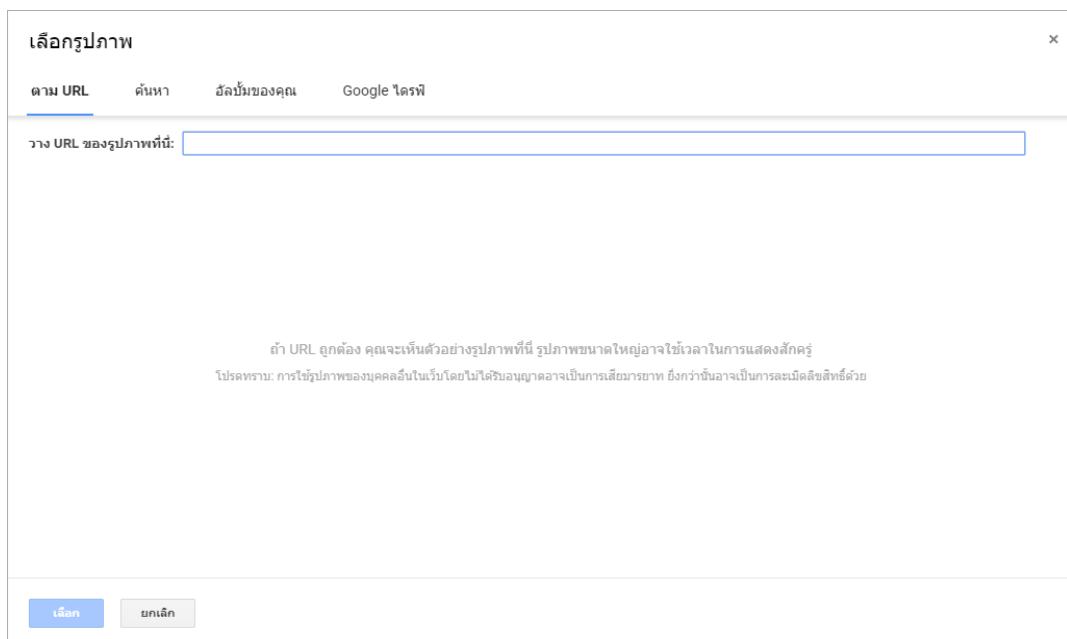 เลือกรูปภาพ ×
ตาม URL ค้นหา อัลบั้มของคุณ Google ไดรฟ์
วาง URL ของรูปภาพที่นี่:
ถ้า URL ถูกต้อง คุณจะเห็นตัวอย่างรูปภาพที่นี่ รูปภาพขนาดใหญ่อาจใช้เวลาในการแสดงสักครู่
โปรดทราบ: การใช้รูปภาพของบุคคลอื่นในเว็บโดยไม่ได้รับอนุญาตอาจเป็นการเสียมารยาท ยิ่งกว่านั้นอาจเป็นการละเมิดลิขสิทธิ์ด้วย
เลือก ยกเลิก